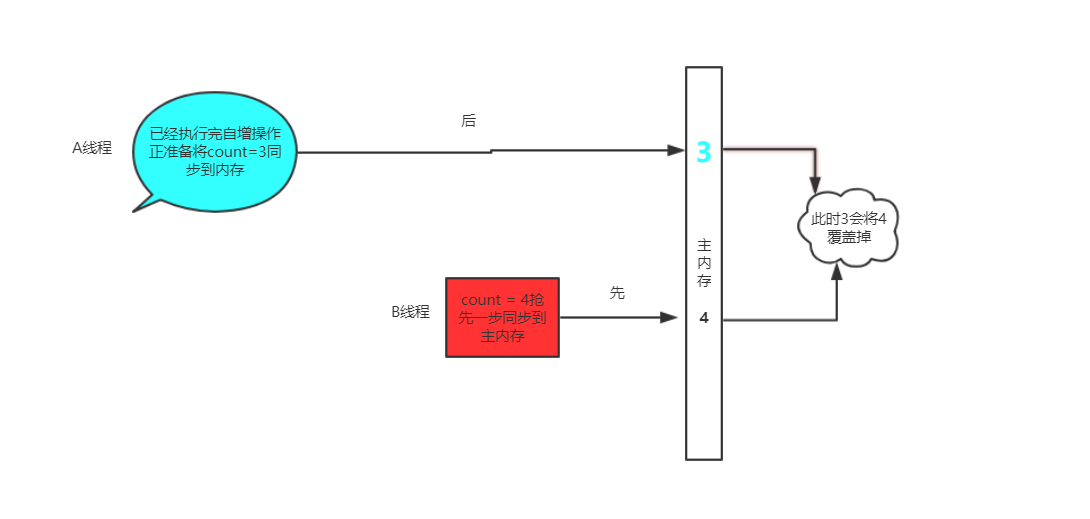 后
A线程
已经执行完自增操作
正准备将count=3同
步到内存
3
此时3会将4
覆盖掉
主
内
存
4
先
B线程
count = 4抢
先一步同步到
主内存